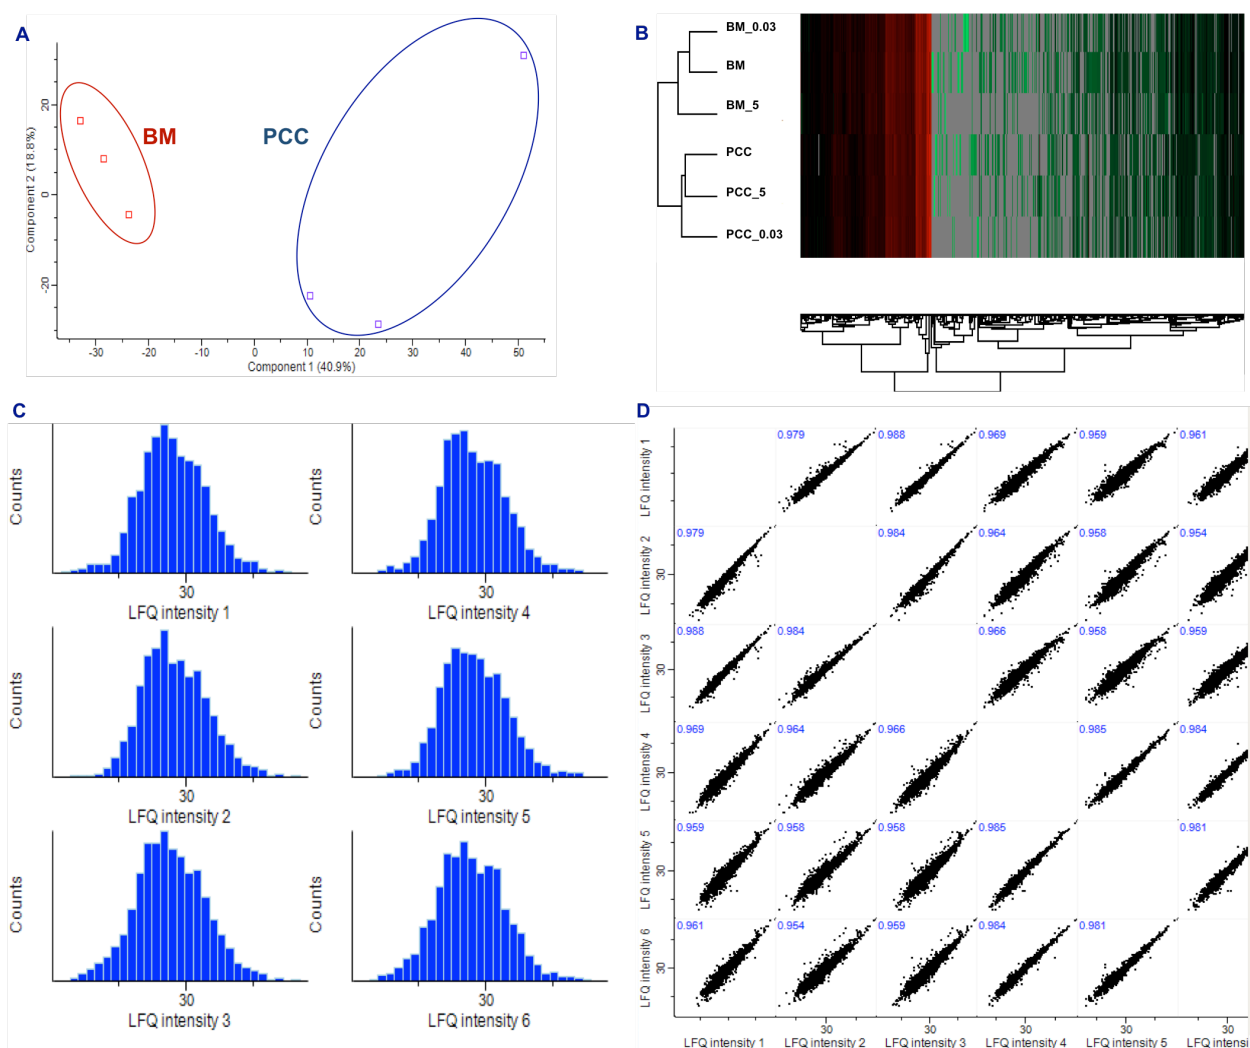 A
BM
PCC
Component 2 (18.8%)
20
0
-20
-30
-20
-10
0
10
20
30
40
50
Component 1 (40.9%)
B
BM_0.03
BM
BM_5
PCC
PCC_5
PCC_0.03
C
Counts
30
LFQ intensity 1
Counts
30
LFQ intensity 4
Counts
30
LFQ intensity 2
Counts
30
LFQ intensity 5
Counts
30
LFQ intensity 3
Counts
30
LFQ intensity 6
D
LFQ intensity 1
0.979 0.988 0.969 0.959 0.961
LFQ intensity 2
30
0.979 0.984 0.964 0.958 0.954
LFQ intensity 3
30
0.988 0.984 0.966 0.958 0.959
LFQ intensity 4
30
0.969 0.964 0.966 0.985 0.984
LFQ intensity 5
30
0.959 0.958 0.958 0.985 0.981
LFQ intensity 6
30
0.961 0.954 0.959 0.984 0.981
30 30 30 30 30
LFQ intensity 1 LFQ intensity 2 LFQ intensity 3 LFQ intensity 4 LFQ intensity 5 LFQ intensi